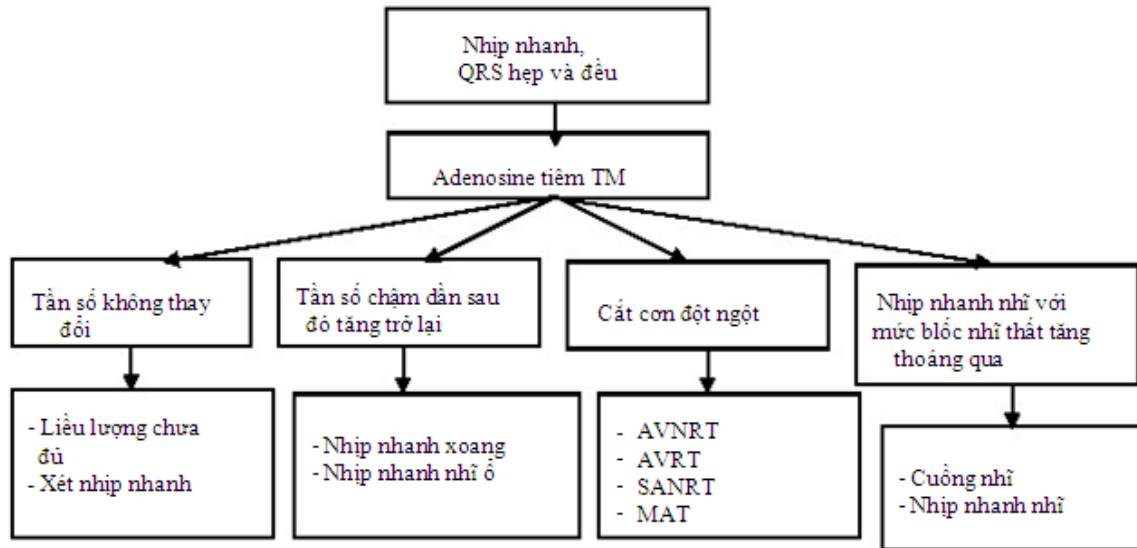 Nhịp nhanh,
QRS hẹp và đều
Adenosine tiêm TM
Tần số không thay
đổi
Tần số chậm dần sau
đó tăng trở lại
Cắt cơn đột ngột
Nhịp nhanh nhĩ với
mức blốc nhĩ thất tăng
thoáng qua
- Liều lượng chưa
đủ
- Xét nhịp nhanh
- Nhịp nhanh xoang
- Nhịp nhanh nhĩ ổ
- AVNRT
- AVRT
- SANRT
- MAT
- Cuồng nhĩ
- Nhịp nhanh nhĩ